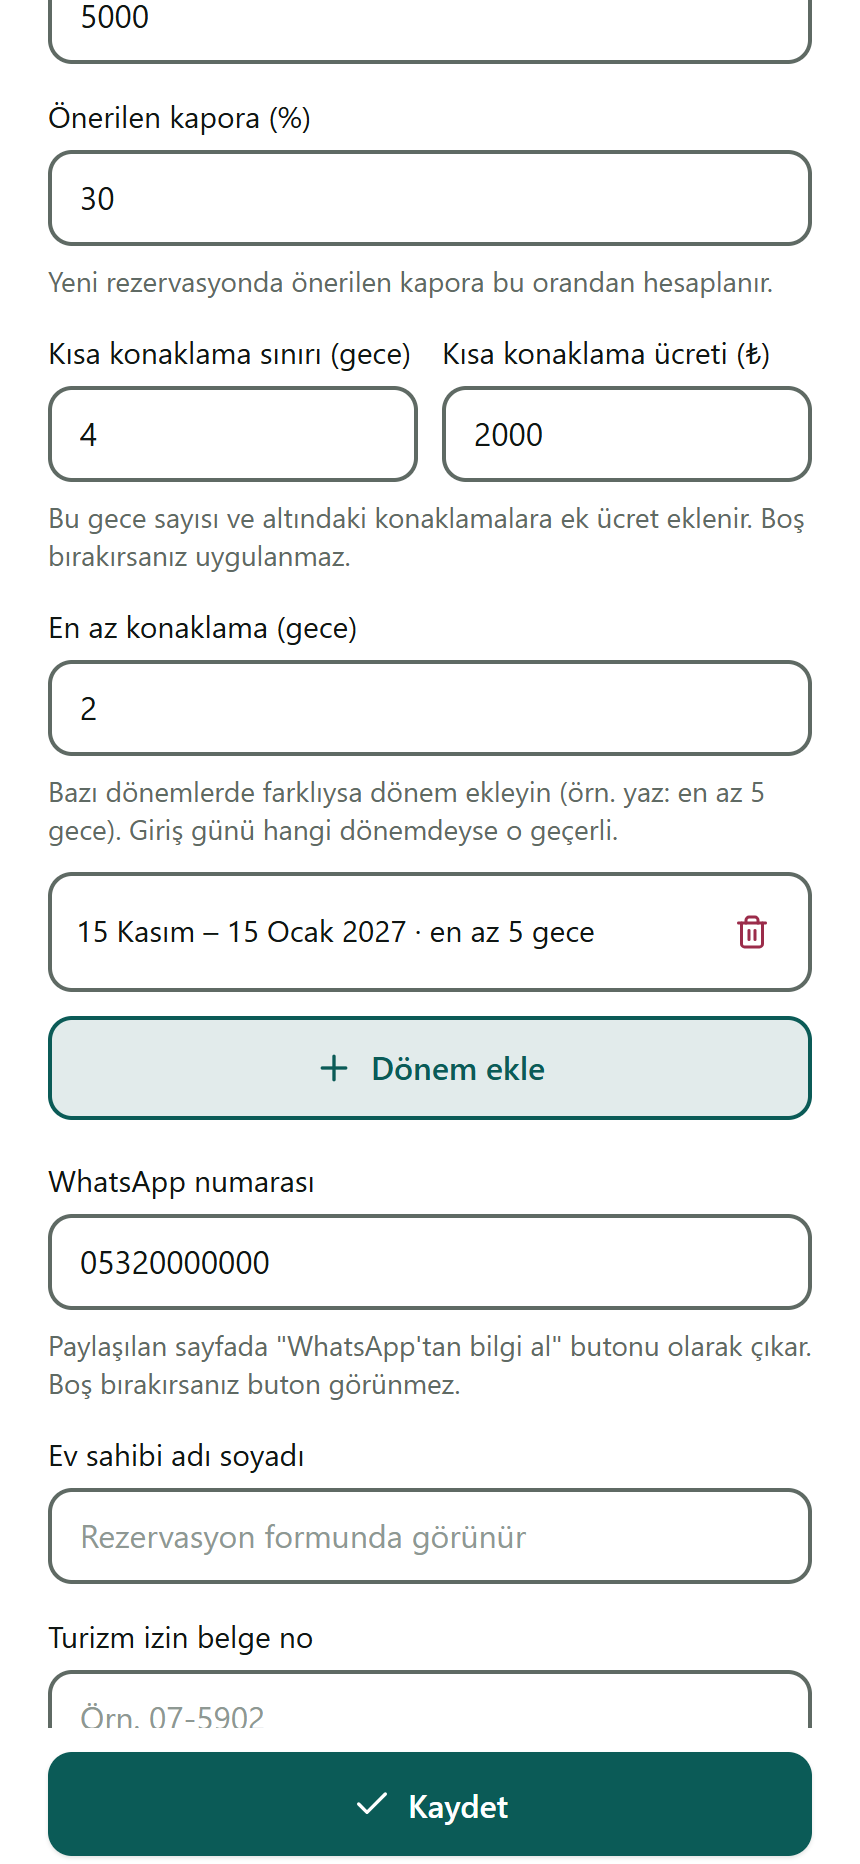 5000
Önerilen kapora (%)
30
Yeni rezervasyonda önerilen kapora bu orandan hesaplanır.
Kısa konaklama sınırı (gece)
4
Kısa konaklama ücreti (₺)
2000
Bu gece sayısı ve altındaki konaklamalara ek ücret eklenir. Boş
bırakırsanız uygulanmaz.
En az konaklama (gece)
2
Bazı dönemlerde farklıysa dönem ekleyin (örn. yaz: en az 5
gece). Giriş günü hangi dönemdeyse o geçerli.
15 Kasım – 15 Ocak 2027 · en az 5 gece
Dönem ekle
WhatsApp numarası
05320000000
Paylaşılan sayfada "WhatsApp'tan bilgi al" butonu olarak çıkar.
Boş bırakırsanız buton görünmez.
Ev sahibi adı soyadı
Rezervasyon formunda görünür
Turizm izin belge no
Örn. 07-5902
Kaydet